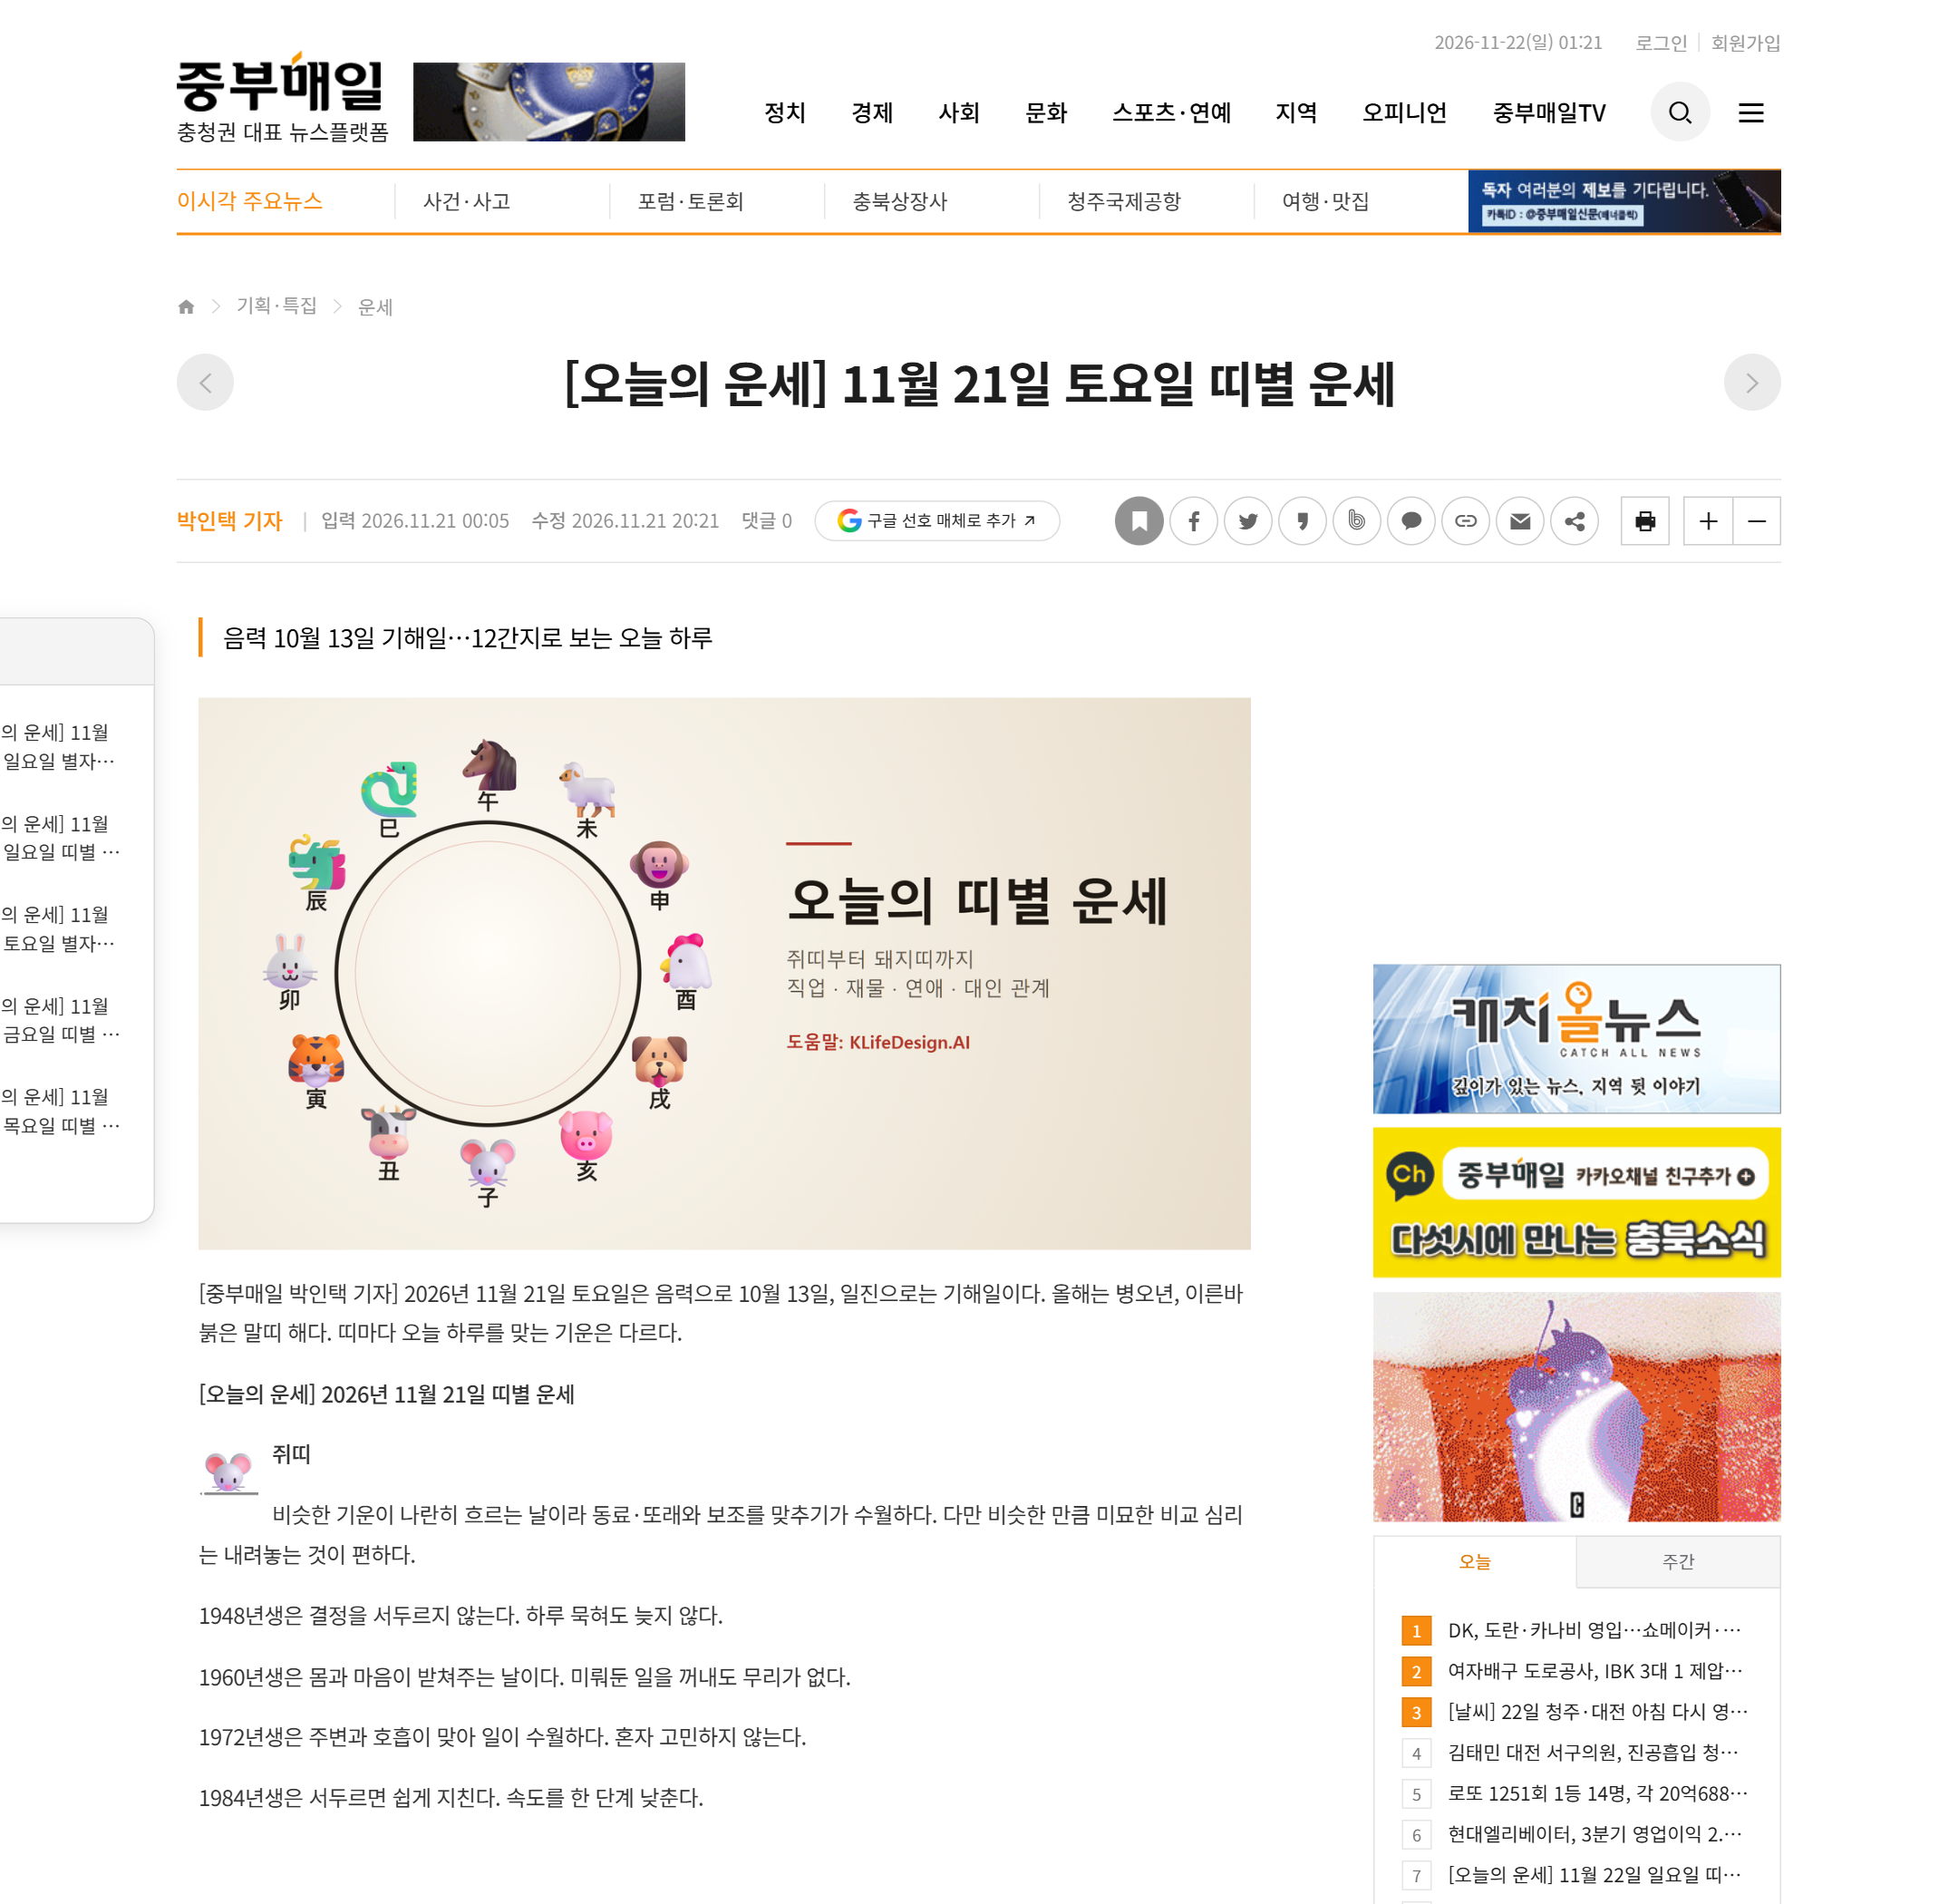 2026-11-22(일) 01:21 로그인 회원가입
중부매일
충청권 대표 뉴스플랫폼
정치 경제 사회 문화 스포츠·연예 지역 오피니언 중부매일TV
이시각 주요뉴스 사건·사고 포럼·토론회 충북상장사 청주국제공항 여행·맛집
독자 여러분의 제보를 기다립니다.
카톡ID : @중부매일신문(배너클릭)
기획·특집 운세
[오늘의 운세] 11월 21일 토요일 띠별 운세
박인택 기자 입력 2026.11.21 00:05 수정 2026.11.21 20:21 댓글 0 구글 선호 매체로 추가
음력 10월 13일 기해일…12간지로 보는 오늘 하루
의 운세] 11월
일요일 별자…
의 운세] 11월
일요일 띠별 …
의 운세] 11월
토요일 별자…
의 운세] 11월
금요일 띠별 …
의 운세] 11월
목요일 띠별 …
午
巳 未
辰 申
卯 酉
寅 戌
丑 亥
子
오늘의 띠별 운세
쥐띠부터 돼지띠까지
직업 · 재물 · 연애 · 대인 관계
도움말: KLifeDesign.AI
[중부매일 박인택 기자] 2026년 11월 21일 토요일은 음력으로 10월 13일, 일진으로는 기해일이다. 올해는 병오년, 이른바
붉은 말띠 해다. 띠마다 오늘 하루를 맞는 기운은 다르다.
[오늘의 운세] 2026년 11월 21일 띠별 운세
쥐띠
비슷한 기운이 나란히 흐르는 날이라 동료·또래와 보조를 맞추기가 수월하다. 다만 비슷한 만큼 미묘한 비교 심리
는 내려놓는 것이 편하다.
1948년생은 결정을 서두르지 않는다. 하루 묵혀도 늦지 않다.
1960년생은 몸과 마음이 받쳐주는 날이다. 미뤄둔 일을 꺼내도 무리가 없다.
1972년생은 주변과 호흡이 맞아 일이 수월하다. 혼자 고민하지 않는다.
1984년생은 서두르면 쉽게 지친다. 속도를 한 단계 낮춘다.
캐치올뉴스
CATCH ALL NEWS
깊이가 있는 뉴스, 지역 뒷 이야기
Ch 중부매일 카카오채널 친구추가
다섯시에 만나는 충북소식
오늘 주간
1 DK, 도란·카나비 영입…쇼메이커·…
2 여자배구 도로공사, IBK 3대 1 제압…
3 [날씨] 22일 청주·대전 아침 다시 영…
4 김태민 대전 서구의원, 진공흡입 청…
5 로또 1251회 1등 14명, 각 20억688…
6 현대엘리베이터, 3분기 영업이익 2.…
7 [오늘의 운세] 11월 22일 일요일 띠…